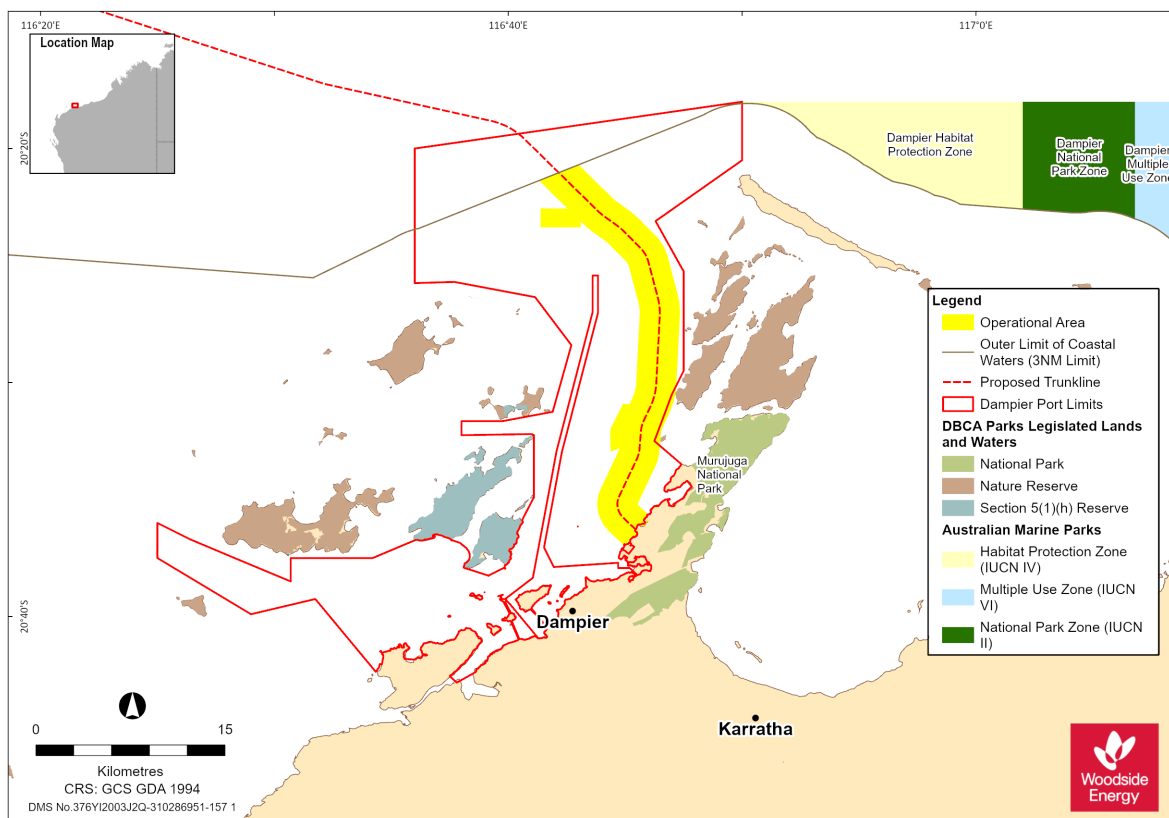 116°20'E
116°40'E
117°0'E
Location Map
20°20'S
20°40'S
Dampier Habitat
Protection Zone
Dampier
National
Park Zone
Dampier
Multiple
Use Zone
Murujuga
National
Park
Dampier
Karratha
Legend
Operational Area
Outer Limit of Coastal
Waters (3NM Limit)
Proposed Trunkline
Dampier Port Limits
DBCA Parks Legislated Lands
and Waters
National Park
Nature Reserve
Section 5(1)(h) Reserve
Australian Marine Parks
Habitat Protection Zone
(IUCN IV)
Multiple Use Zone (IUCN
VI)
National Park Zone (IUCN
II)
0 15
Kilometres
CRS: GCS GDA 1994
DMS No.376YI2003J2Q-310286951-157 1
Woodside
Energy